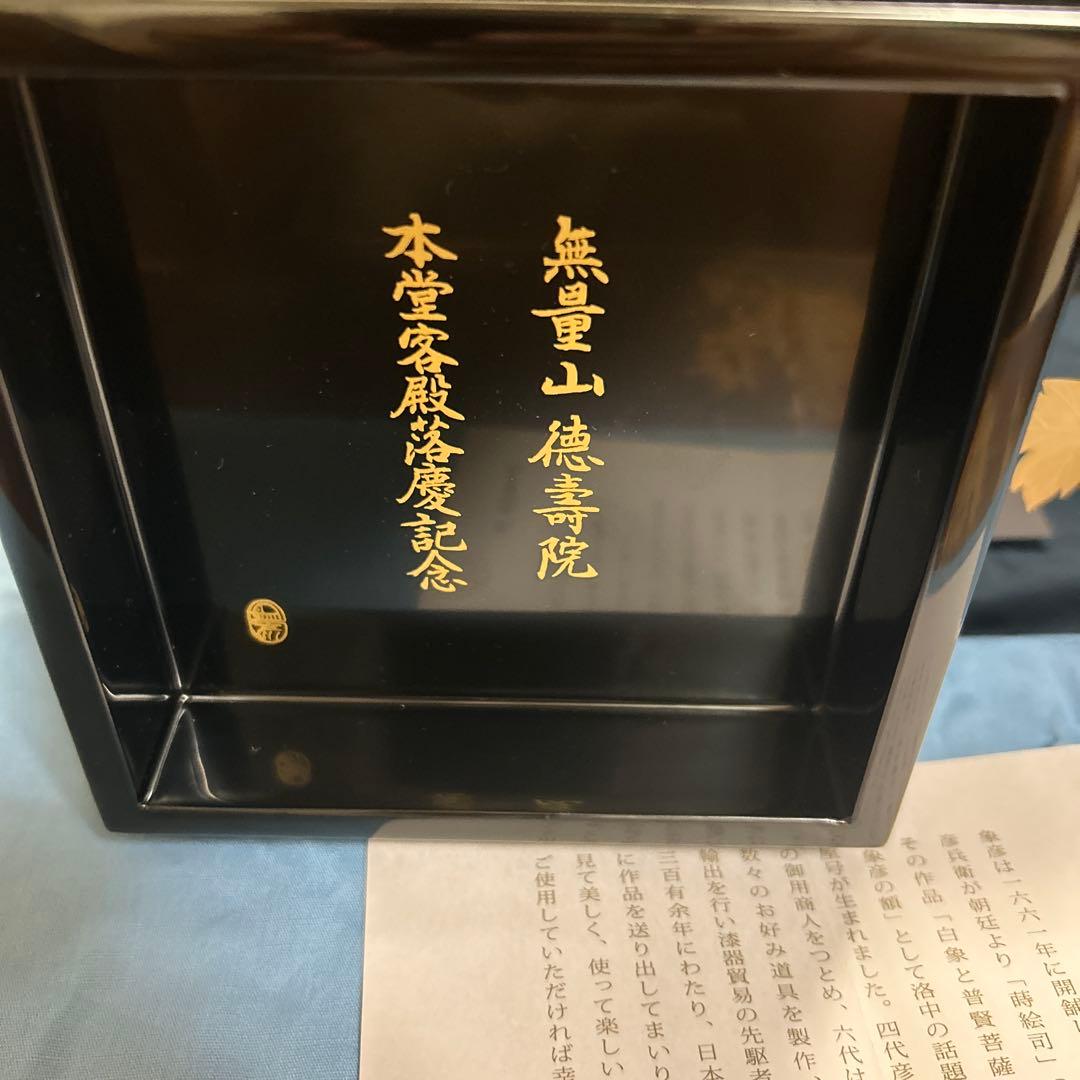 無量山 徳壽院
本堂客殿落慶記念
象彦は一六六一年に開舗し
彦兵衛が朝廷より「蒔絵司」
その作品「白象と普賢菩薩
象彦の額」として洛中の話題
屋号が生まれました。四代彦
の御用商人をつとめ、六代は
数々のお好み道具を製作、
輸出を行い漆器貿易の先駆者
三百有余年にわたり、日本
に作品を送り出してまいり
見て美しく、使って楽しい
ご使用していただければ幸